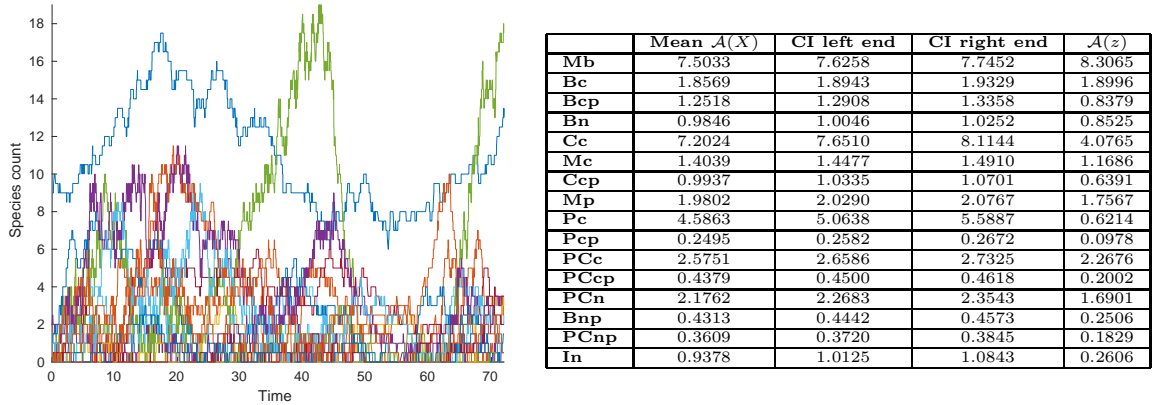 18
16
14
12
10
8
6
4
2
0
Species count
0 10 20 30 40 50 60 70
Time
Mean 𝒜(X) CI left end CI right end 𝒜(z)
Mb 7.5033 7.6258 7.7452 8.3065
Bc 1.8569 1.8943 1.9329 1.8996
Bcp 1.2518 1.2908 1.3358 0.8379
Bn 0.9846 1.0046 1.0252 0.8525
Cc 7.2024 7.6510 8.1144 4.0765
Mc 1.4039 1.4477 1.4910 1.1686
Ccp 0.9937 1.0335 1.0701 0.6391
Mp 1.9802 2.0290 2.0767 1.7567
Pc 4.5863 5.0638 5.5887 0.6214
Pcp 0.2495 0.2582 0.2672 0.0978
PCc 2.5751 2.6586 2.7325 2.2676
PCcp 0.4379 0.4500 0.4618 0.2002
PCn 2.1762 2.2683 2.3543 1.6901
Bnp 0.4313 0.4442 0.4573 0.2506
PCnp 0.3609 0.3720 0.3845 0.1829
In 0.9378 1.0125 1.0843 0.2606